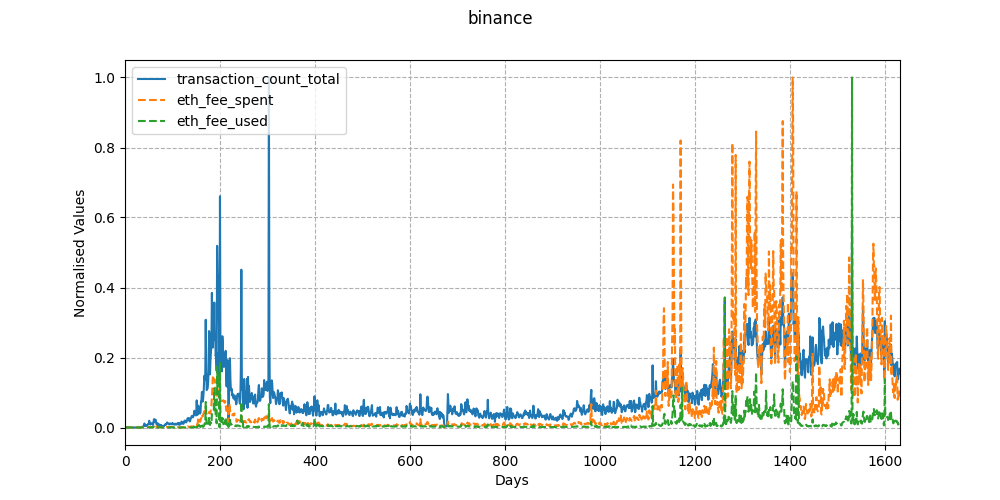 binance
transaction_count_total
eth_fee_spent
eth_fee_used
Normalised Values
1.0
0.8
0.6
0.4
0.2
0.0
0 200 400 600 800 1000 1200 1400 1600
Days